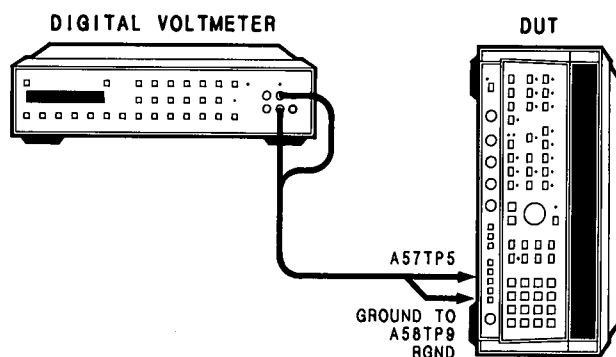 DIGITAL VOLTMETER
DUT
A57TP5
GROUND TO
A58TP9
RGND